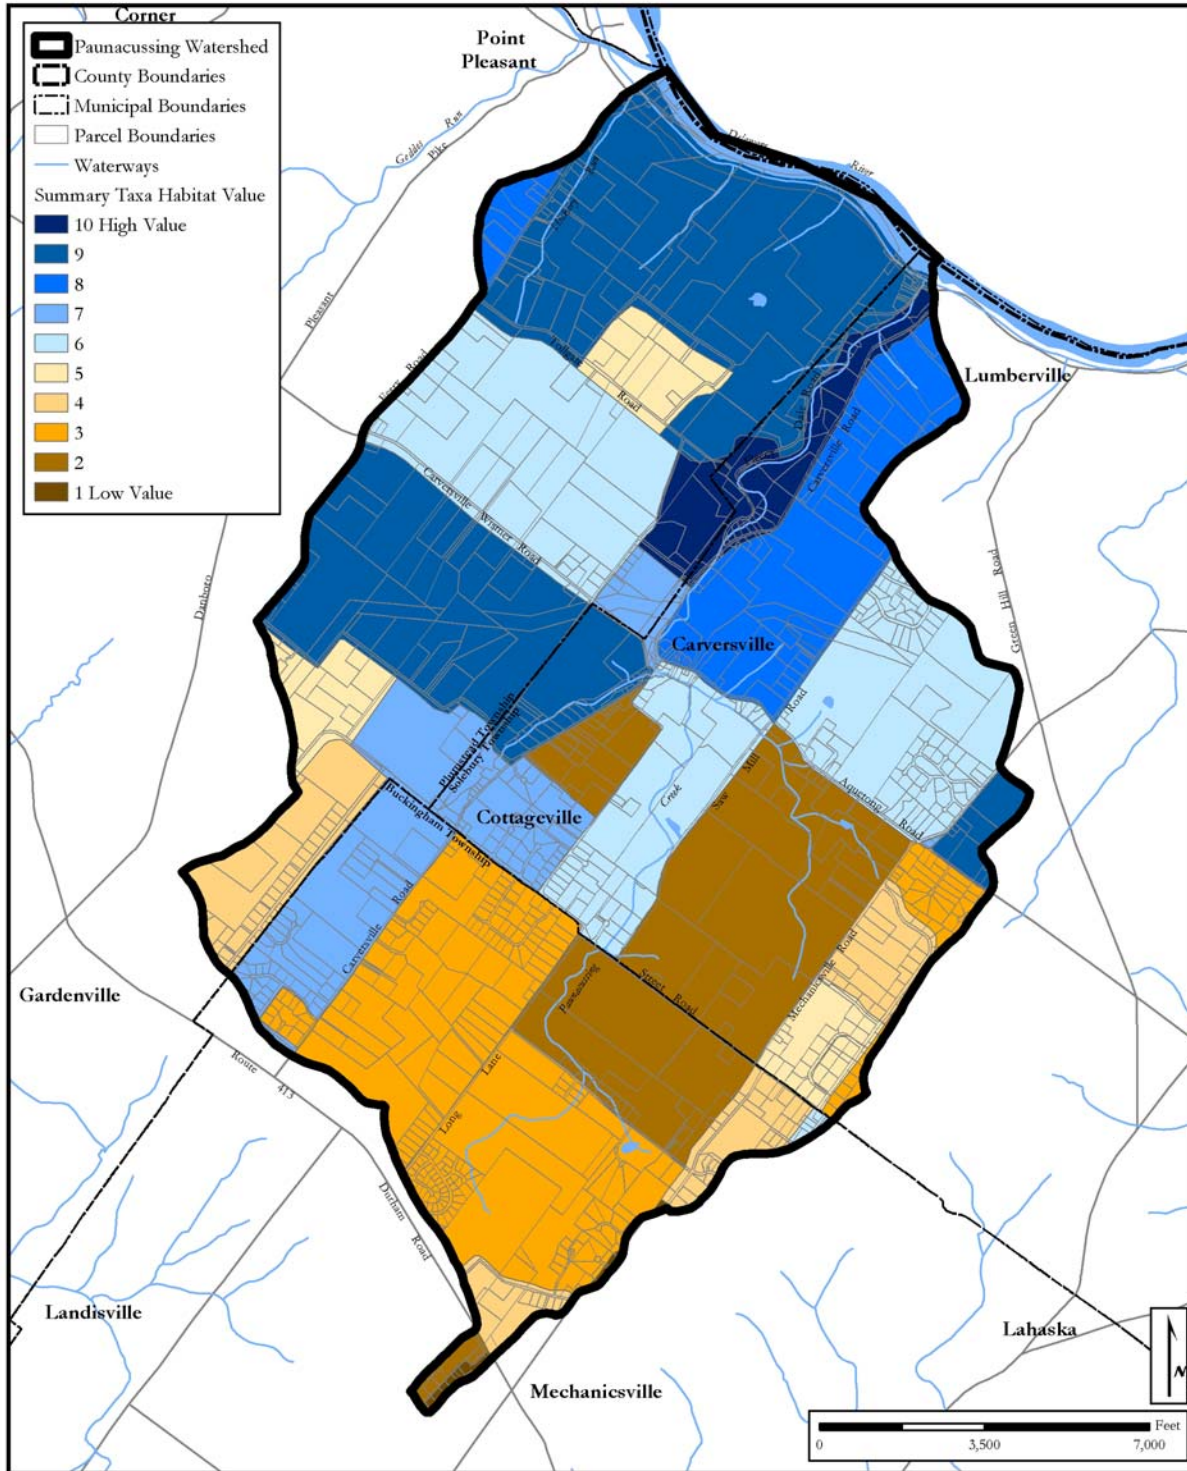 Corner
Paunacussing Watershed
County Boundaries
Municipal Boundaries
Parcel Boundaries
Waterways
Summary Taxa Habitat Value
10 High Value
9
8
7
6
5
4
3
2
1 Low Value
Point
Pleasant
Geddes Run
Pike
Pleasant
Delaware
River
Run
Ferry Road
Road
Lumberville
Carversville Road
Carversville Wismer Road
Danboro
Green Hill Road
Carversville
Plumstead Township
Solebury Township
Road
Mill
Saw
Creek
Aquetong
Road
Buckingham Township
Cottageville
Carversville Road
Mechanicsville Road
Gardenville
Paunacussing
Street Road
Route
413
Long Lane
Durham
Road
Landisville
Lahaska
Mechanicsville
N
Feet
0
3,500
7,000